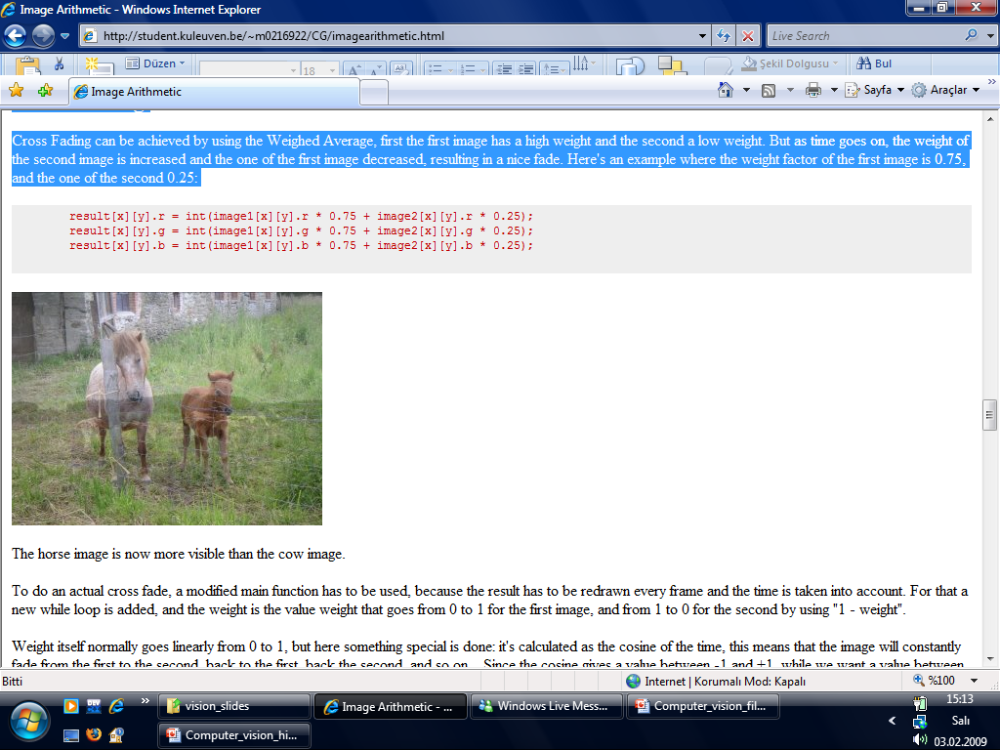 Image Arithmetic - Windows Internet Explorer
http://student.kuleuven.be/~m0216922/CG/imagearithmetic.html
Live Search
Düzen
18
Şekil Dolgusu
Bul
Image Arithmetic
Sayfa
Araçlar
Cross Fading can be achieved by using the Weighed Average, first the first image has a high weight and the second a low weight. But as time goes on, the weight of
the second image is increased and the one of the first image decreased, resulting in a nice fade. Here's an example where the weight factor of the first image is 0.75,
and the one of the second 0.25:
result[x][y].r = int(image1[x][y].r * 0.75 + image2[x][y].r * 0.25);
result[x][y].g = int(image1[x][y].g * 0.75 + image2[x][y].g * 0.25);
result[x][y].b = int(image1[x][y].b * 0.75 + image2[x][y].b * 0.25);
The horse image is now more visible than the cow image.
To do an actual cross fade, a modified main function has to be used, because the result has to be redrawn every frame and the time is taken into account. For that a
new while loop is added, and the weight is the value weight that goes from 0 to 1 for the first image, and from 1 to 0 for the second by using "1 - weight".
Weight itself normally goes linearly from 0 to 1, but here something special is done: it's calculated as the cosine of the time, this means that the image will constantly
fade from the first to the second, back to the first, back the second, and so on... Since the cosine gives a value between -1 and +1, while we want a value between
Bitti
Internet | Korumalı Mod: Kapalı
%100
vision_slides
Image Arithmetic - ...
Windows Live Mess...
Computer_vision_fil...
15:13
Salı
Computer_vision_hi...
03.02.2009